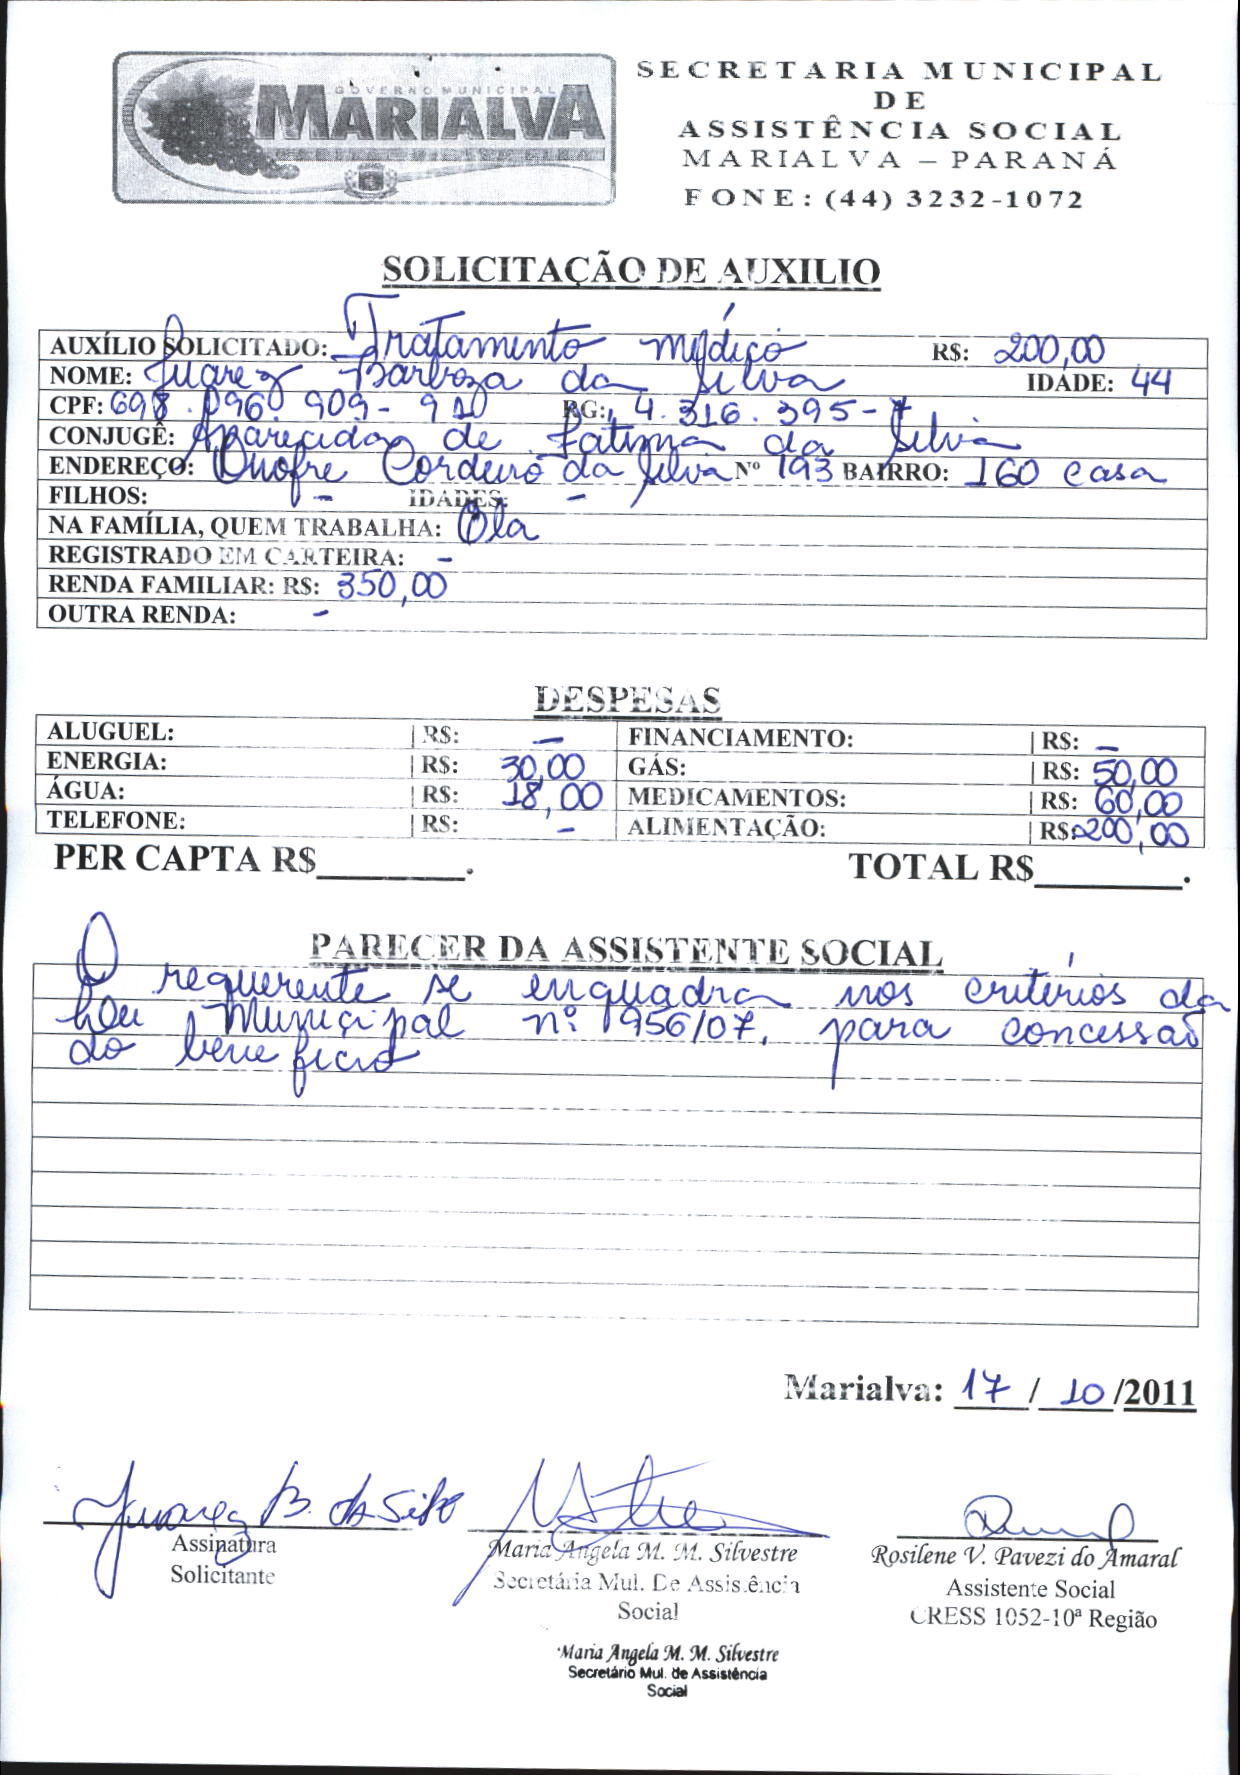 GOVERNO MUNICIPAL
MARIALVA
SECRETARIA MUNICIPAL
DE
ASSISTÊNCIA SOCIAL
MARIALVA – PARANÁ
FONE: (44) 3232-1072
SOLICITAÇÃO DE AUXILIO
AUXÍLIO SOLICITADO: Tratamento médico R$: 200,00
NOME: Juarez Barboza da Silva IDADE: 44
CPF: 698.096.909-910 RG: 4.316.395-7
CONJUGÊ: Aparecida de Fatima da Silva
ENDEREÇO: Onofre Cordeiro da Silva Nº 193 BAIRRO: 160 casa
FILHOS: - IDADES: -
NA FAMÍLIA, QUEM TRABALHA: Ela
REGISTRADO EM CARTEIRA: -
RENDA FAMILIAR: R$: 350,00
OUTRA RENDA: -
DESPESAS
ALUGUEL: R$: - FINANCIAMENTO: R$: -
ENERGIA: R$: 30,00 GÁS: R$: 50,00
ÁGUA: R$: 18,00 MEDICAMENTOS: R$: 60,00
TELEFONE: R$: - ALIMENTAÇÃO: R$: 200,00
PER CAPTA R$________. TOTAL R$________.
PARECER DA ASSISTENTE SOCIAL
O requerente se enquadra nos critérios da
Lei Municipal nº 1956/07, para concessão
do beneficio
Marialva: 17 / 10 /2011
Juarez B. da Silva
Assinatura
Solicitante
Maria Angela M. M. Silvestre
Secretária Mul. De Assistência
Social
Maria Angela M. M. Silvestre
Secretário Mul. de Assistência
Social
Rosilene V. Pavezi do Amaral
Assistente Social
CRESS 1052-10ª Região